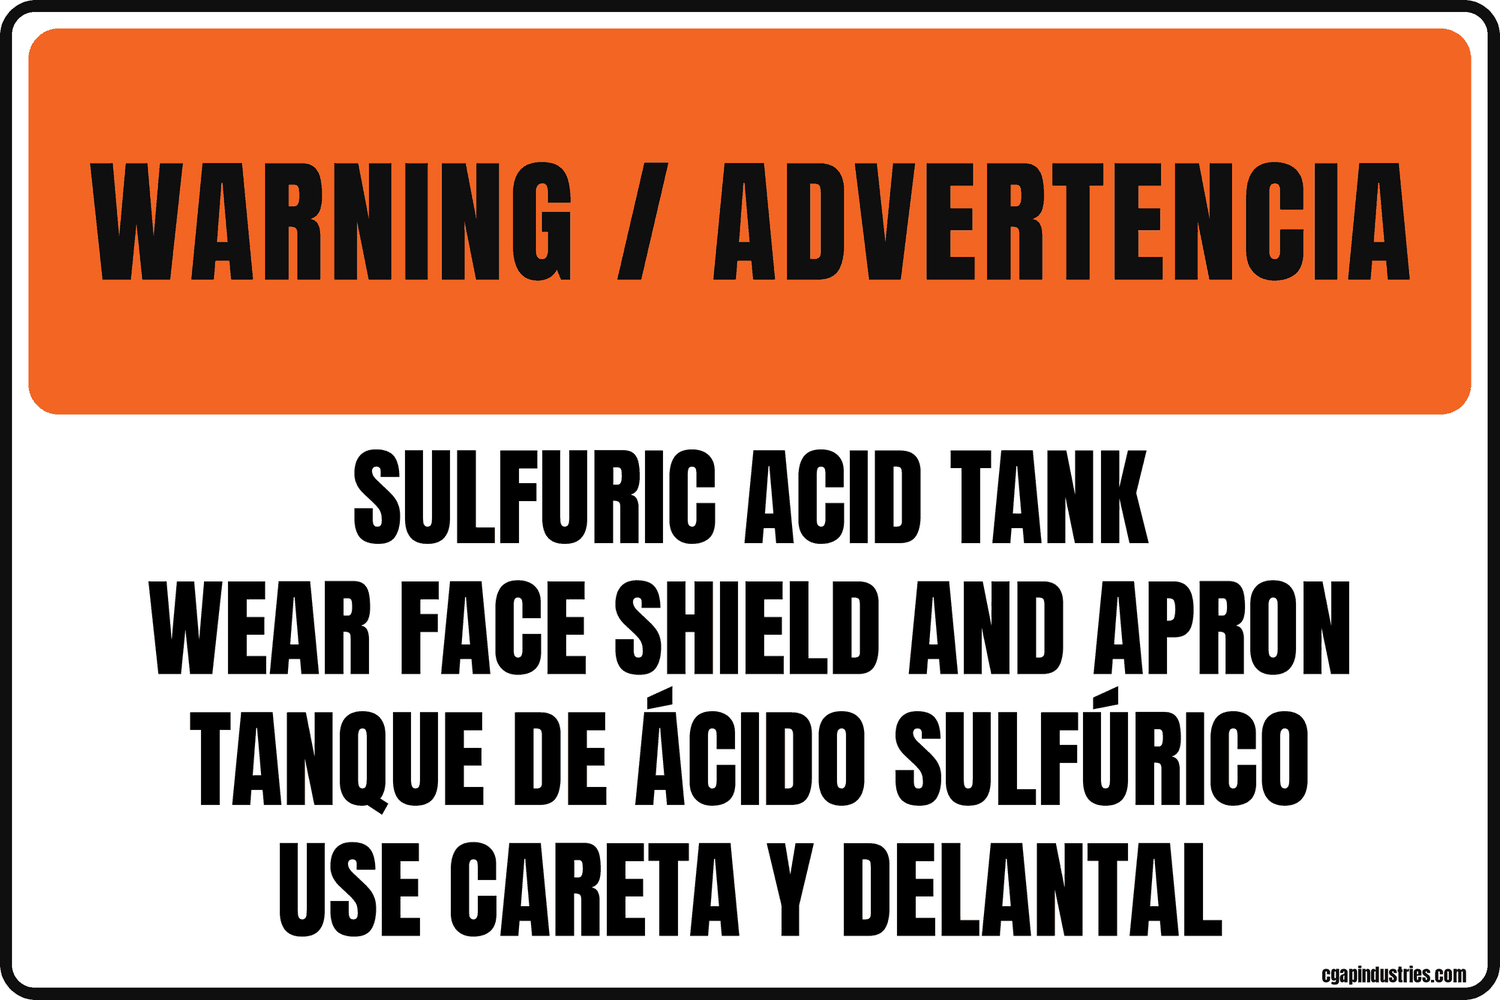 WARNING / ADVERTENCIA
SULFURIC ACID TANK
WEAR FACE SHIELD AND APRON
TANQUE DE ÁCIDO SULFÚRICO
USE CARETA Y DELANTAL
cgapindustries.com